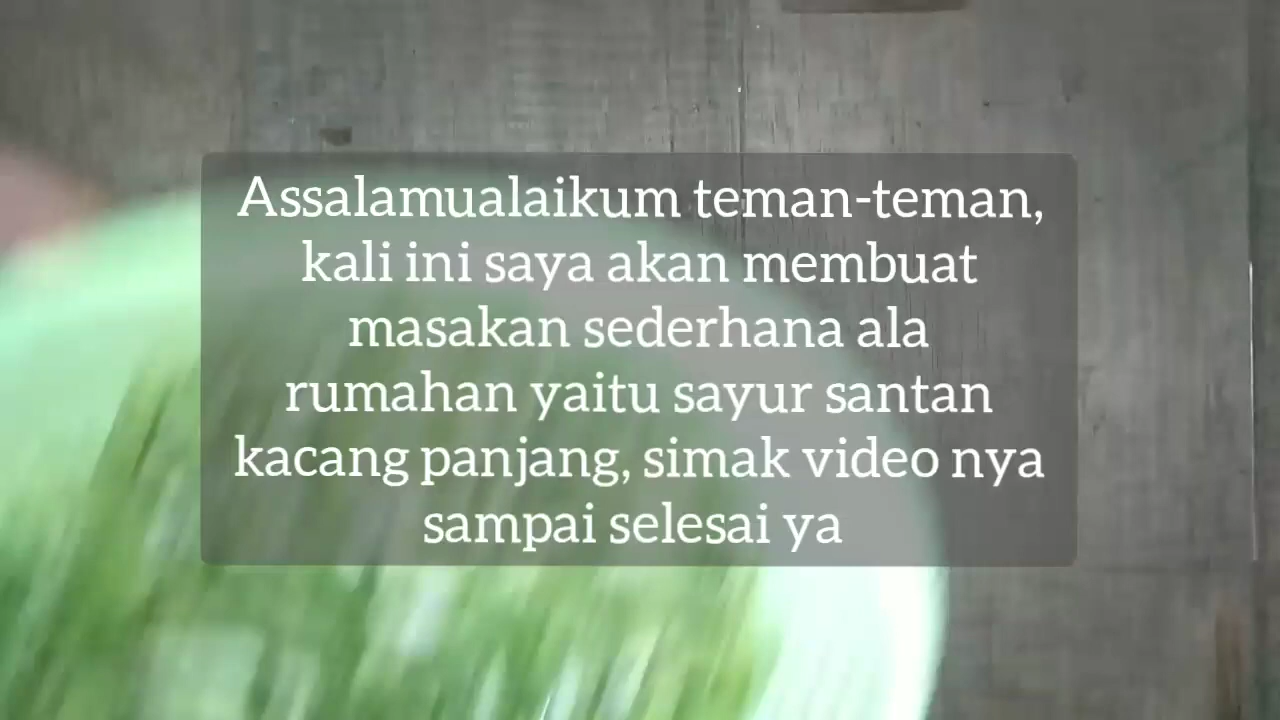 Assalamualaikum teman-teman,
kali ini saya akan membuat
masakan sederhana ala
rumahan yaitu sayur santan
kacang panjang, simak video nya
sampai selesai ya